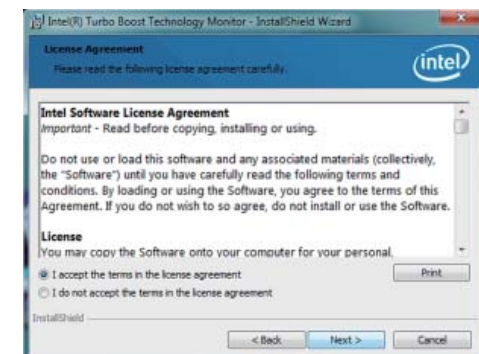 Intel(R) Turbo Boost Technology Monitor - InstallShield Wizard
License Agreement
Please read the following license agreement carefully.
intel
Intel Software License Agreement
Important - Read before copying, installing or using.
Do not use or load this software and any associated materials (collectively,
the “Software”) until you have carefully read the following terms and
conditions. By loading or using the Software, you agree to the terms of this
Agreement. If you do not wish to so agree, do not install or use the Software.
License
You may copy the Software onto your computer for your personal,
I accept the terms in the license agreement
Print
I do not accept the terms in the license agreement
InstallShield
< Back
Next >
Cancel